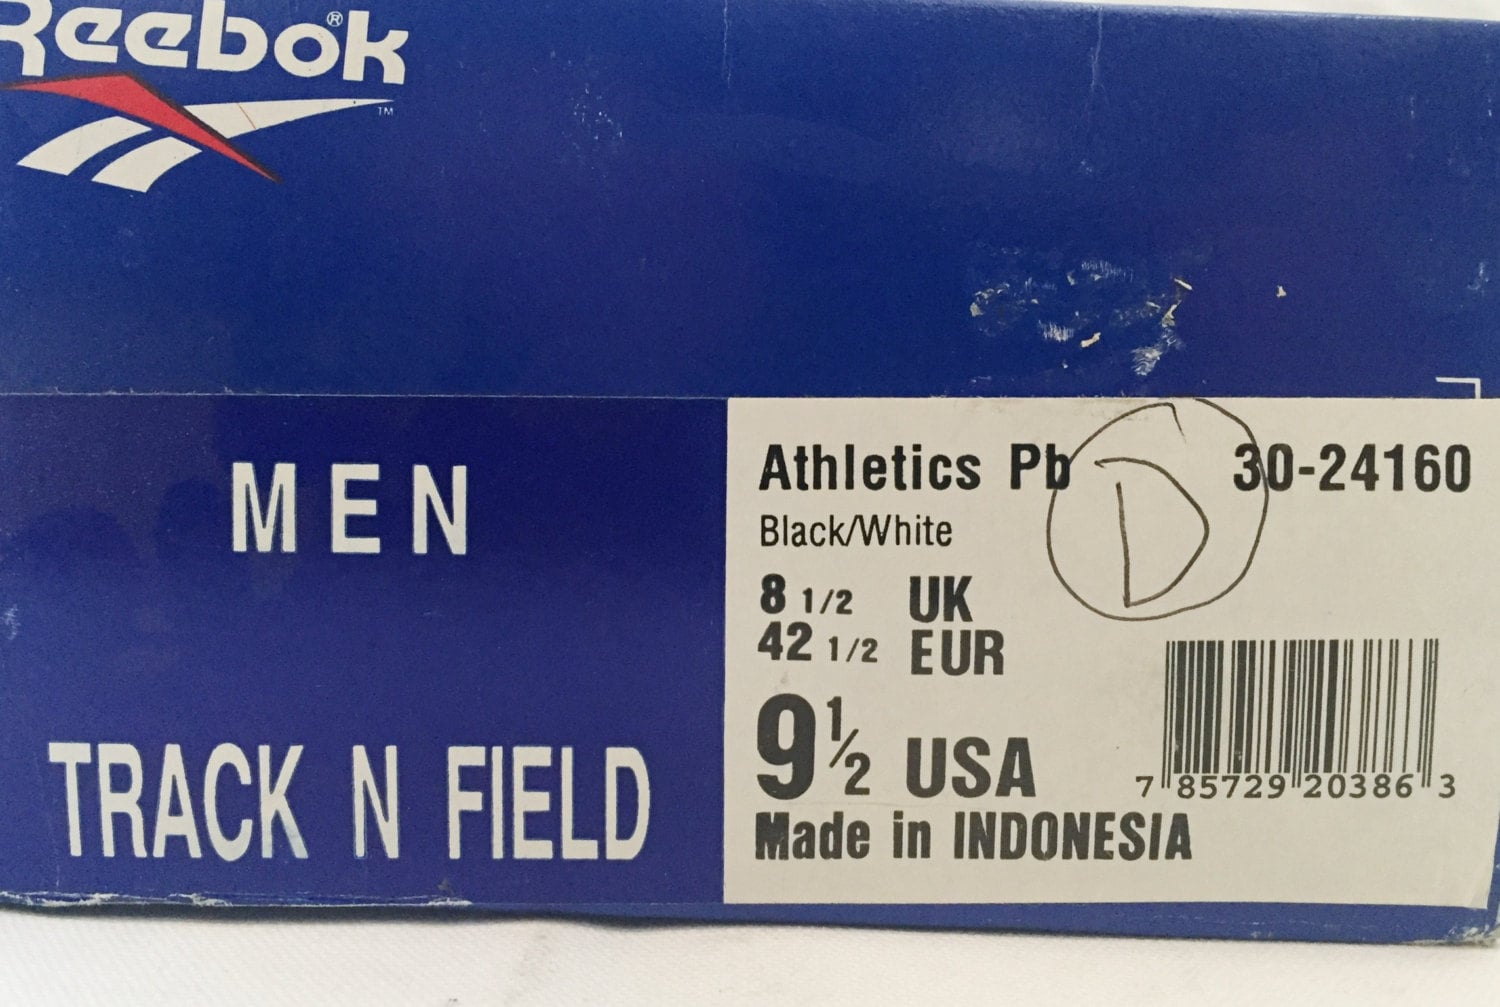 Reebok®
™
MEN
TRACK N FIELD
Athletics Pb D 30-24160
Black/White
8 1/2 UK
42 1/2 EUR
9 1/2 USA
7 85729 20386 3
Made in INDONESIA